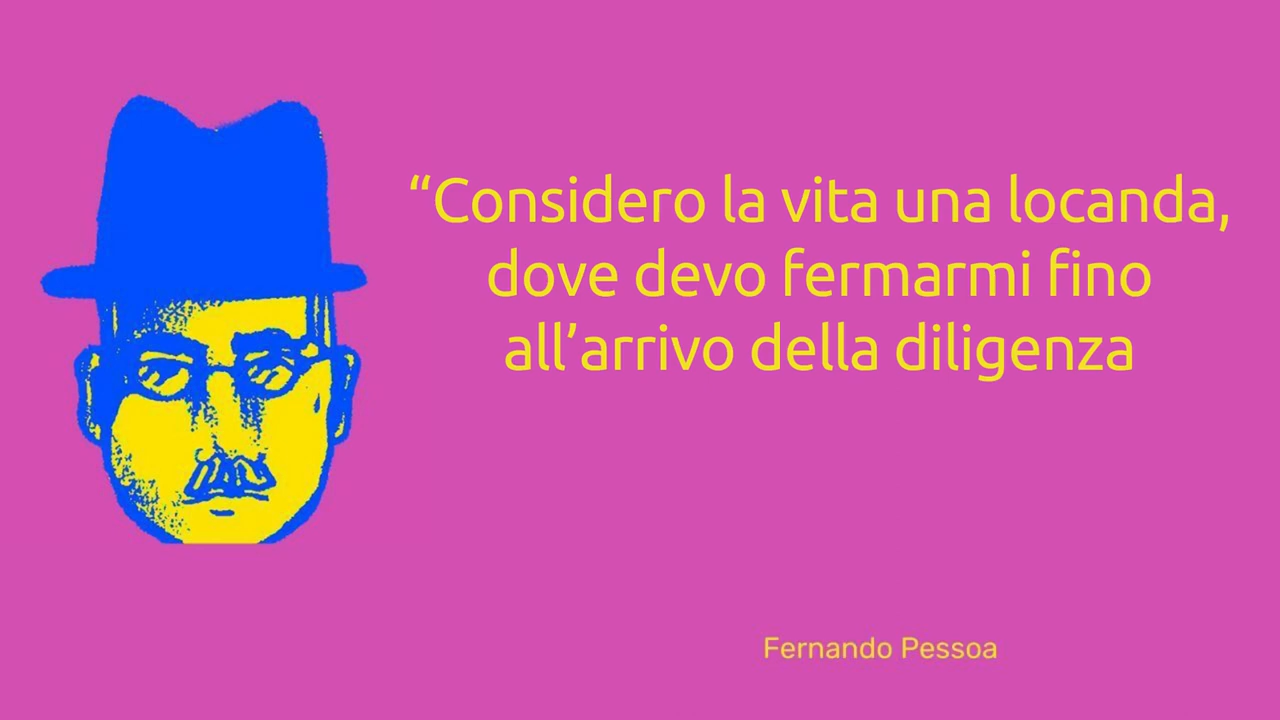 “Considero la vita una locanda,
dove devo fermarmi fino
all’arrivo della diligenza
Fernando Pessoa